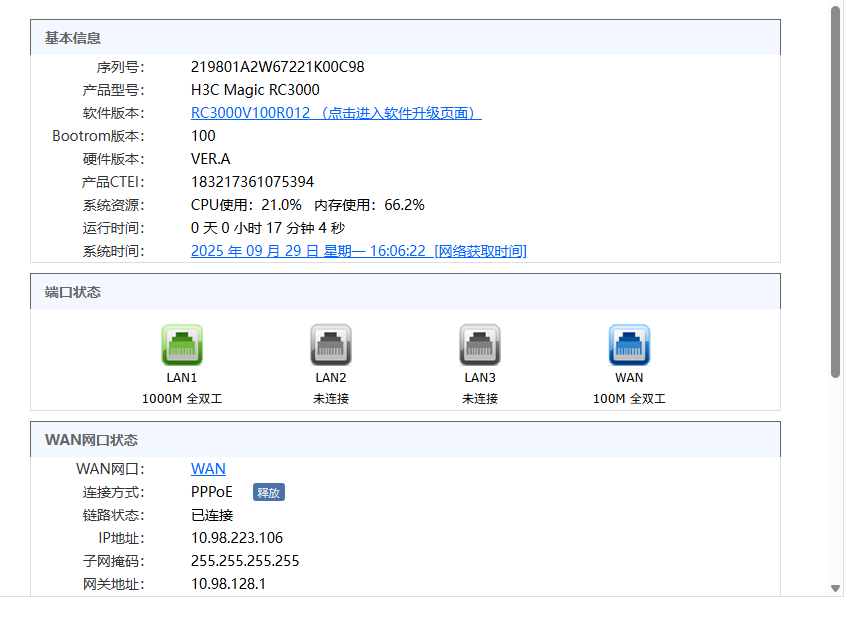 基本信息
序列号： 219801A2W67221K00C98
产品型号： H3C Magic RC3000
软件版本： RC3000V100R012 （点击进入软件升级页面）
Bootrom版本： 100
硬件版本： VER.A
产品CTEI： 183217361075394
系统资源： CPU使用：21.0% 内存使用：66.2%
运行时间： 0 天 0 小时 17 分钟 4 秒
系统时间： 2025 年 09 月 29 日 星期一 16:06:22 [网络获取时间]
端口状态
LAN1 LAN2 LAN3 WAN
1000M 全双工 未连接 未连接 100M 全双工
WAN网口状态
WAN网口： WAN
连接方式： PPPoE 释放
链路状态： 已连接
IP地址： 10.98.223.106
子网掩码： 255.255.255.255
网关地址： 10.98.128.1